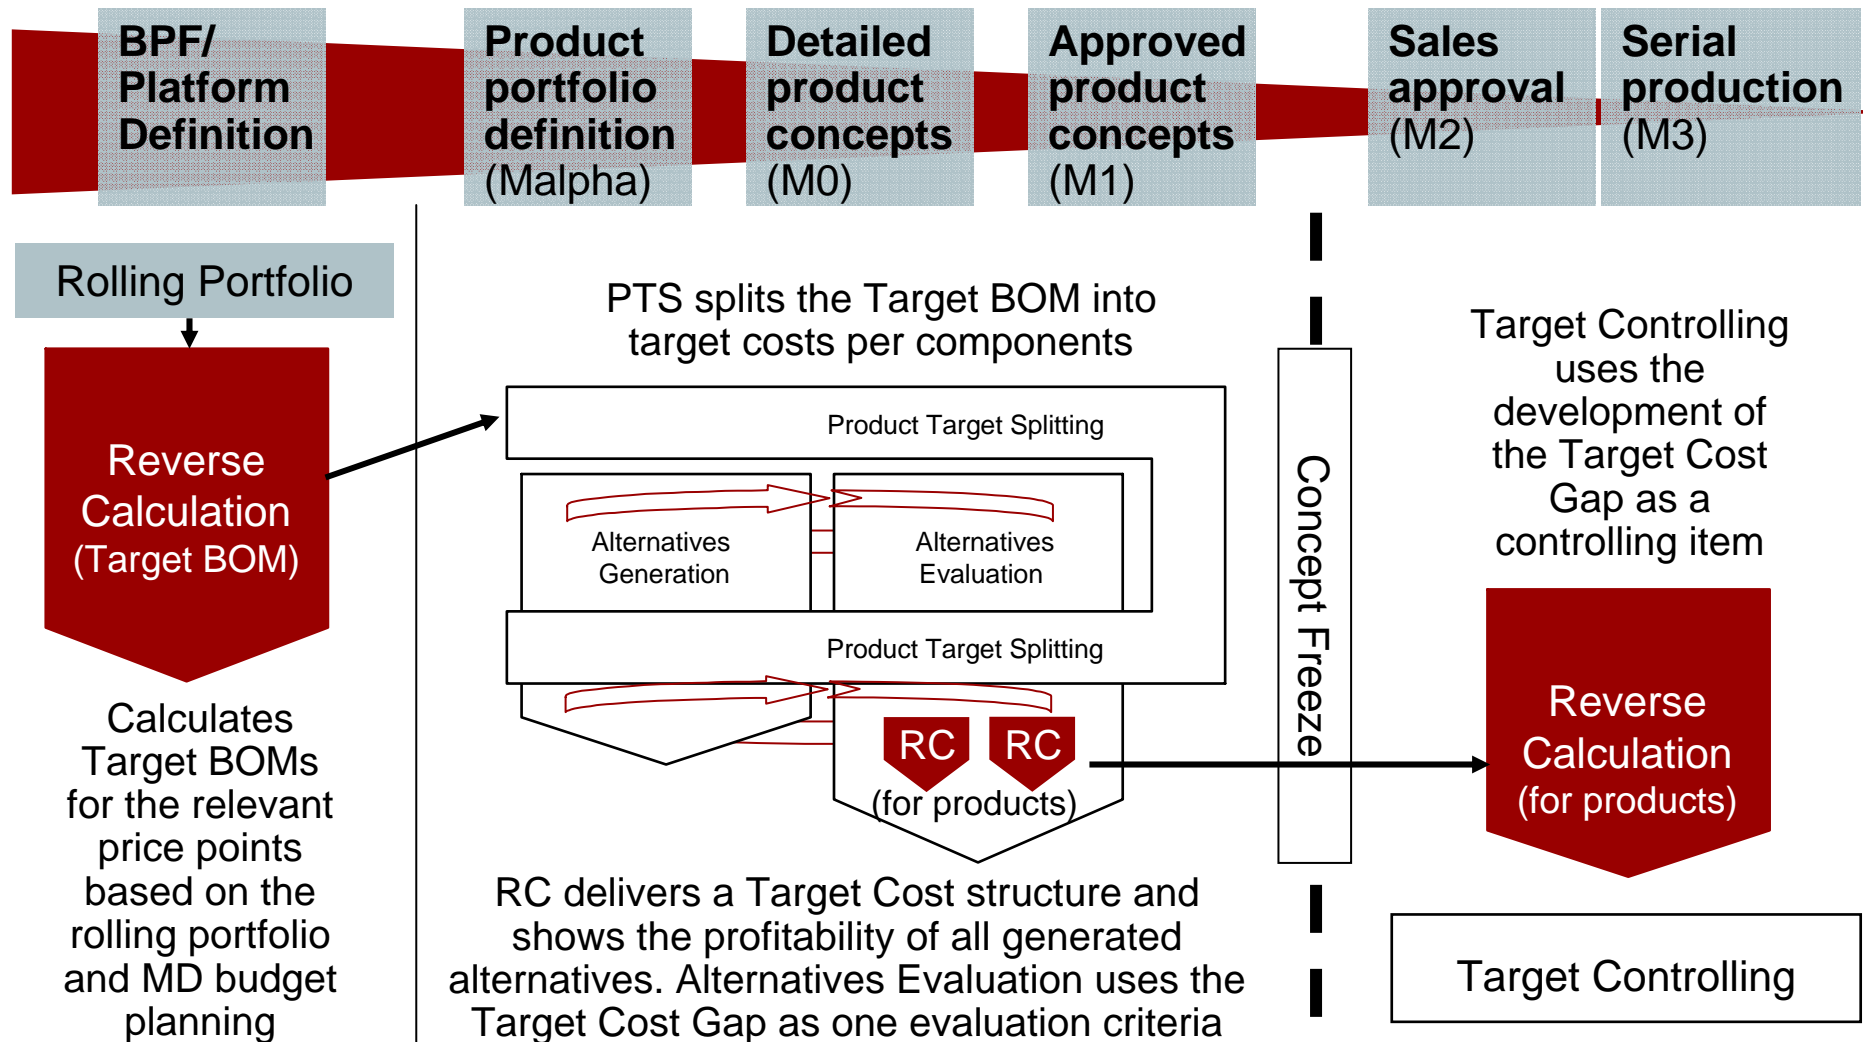 BPF/
Platform
Definition
Product
portfolio
definition
(Malpha)
Detailed
product
concepts
(M0)
Approved
product
concepts
(M1)
Sales
approval
(M2)
Serial
production
(M3)
Rolling Portfolio
Reverse
Calculation
(Target BOM)
Calculates
Target BOMs
for the relevant
price points
based on the
rolling portfolio
and MD budget
planning
PTS splits the Target BOM into
target costs per components
Product Target Splitting
Alternatives
Generation
Alternatives
Evaluation
Product Target Splitting
RC
RC
(for products)
RC delivers a Target Cost structure and
shows the profitability of all generated
alternatives. Alternatives Evaluation uses the
Target Cost Gap as one evaluation criteria
Concept Freeze
Target Controlling
uses the
development of
the Target Cost
Gap as a
controlling item
Reverse
Calculation
(for products)
Target Controlling